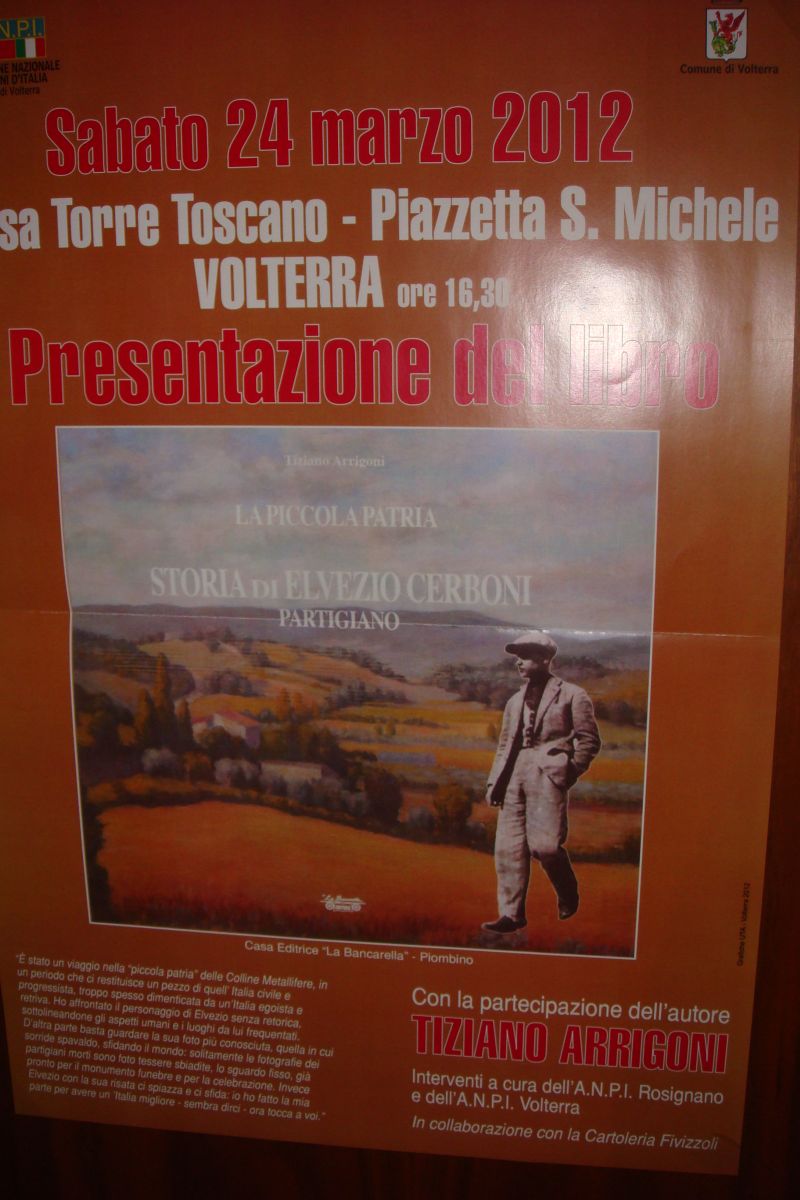 N.P.I.
NE NAZIONALE
NI D'ITALIA
di Volterra
Comune di Volterra
Sabato 24 marzo 2012
sa Torre Toscano - Piazzetta S. Michele
VOLTERRA ore 16,30
Presentazione del libro
Tiziano Arrigoni
LA PICCOLA PATRIA
STORIA DI ELVEZIO CERBONI
PARTIGIANO
Casa Editrice "La Bancarella" - Piombino
"È stato un viaggio nella "piccola patria" delle Colline Metallifere, in
un periodo che ci restituisce un pezzo di quell' Italia civile e
progressista, troppo spesso dimenticata da un'Italia egoista e
retriva. Ho affrontato il personaggio di Elvezio senza retorica,
sottolineandone gli aspetti umani e i luoghi da lui frequentati.
D'altra parte basta guardare la sua foto più conosciuta, quella in cui
sorride spavaldo, sfidando il mondo: solitamente le fotografie dei
partigiani morti sono foto tessere sbiadite, lo sguardo fisso, già
pronto per il monumento funebre e per la celebrazione. Invece
Elvezio con la sua risata ci spiazza e ci sfida: io ho fatto la mia
parte per avere un 'Italia migliore - sembra dirci - ora tocca a voi."
Con la partecipazione dell'autore
TIZIANO ARRIGONI
Interventi a cura dell'A.N.P.I. Rosignano
e dell'A.N.P.I. Volterra
In collaborazione con la Cartoleria Fivizzoli
Grafiche UTA - Volterra 2012